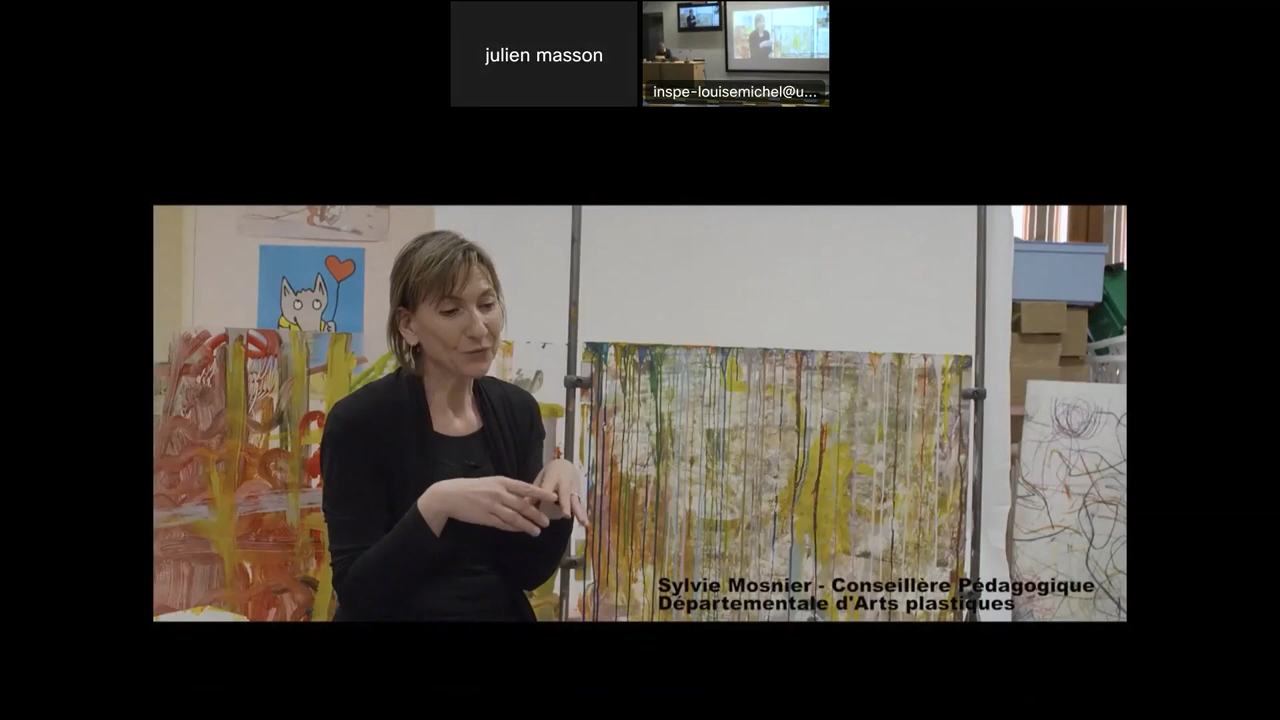 julien masson
inspe-louisemichel@u...
Sylvie Mosnier - Conseillère Pédagogique
Départementale d'Arts plastiques